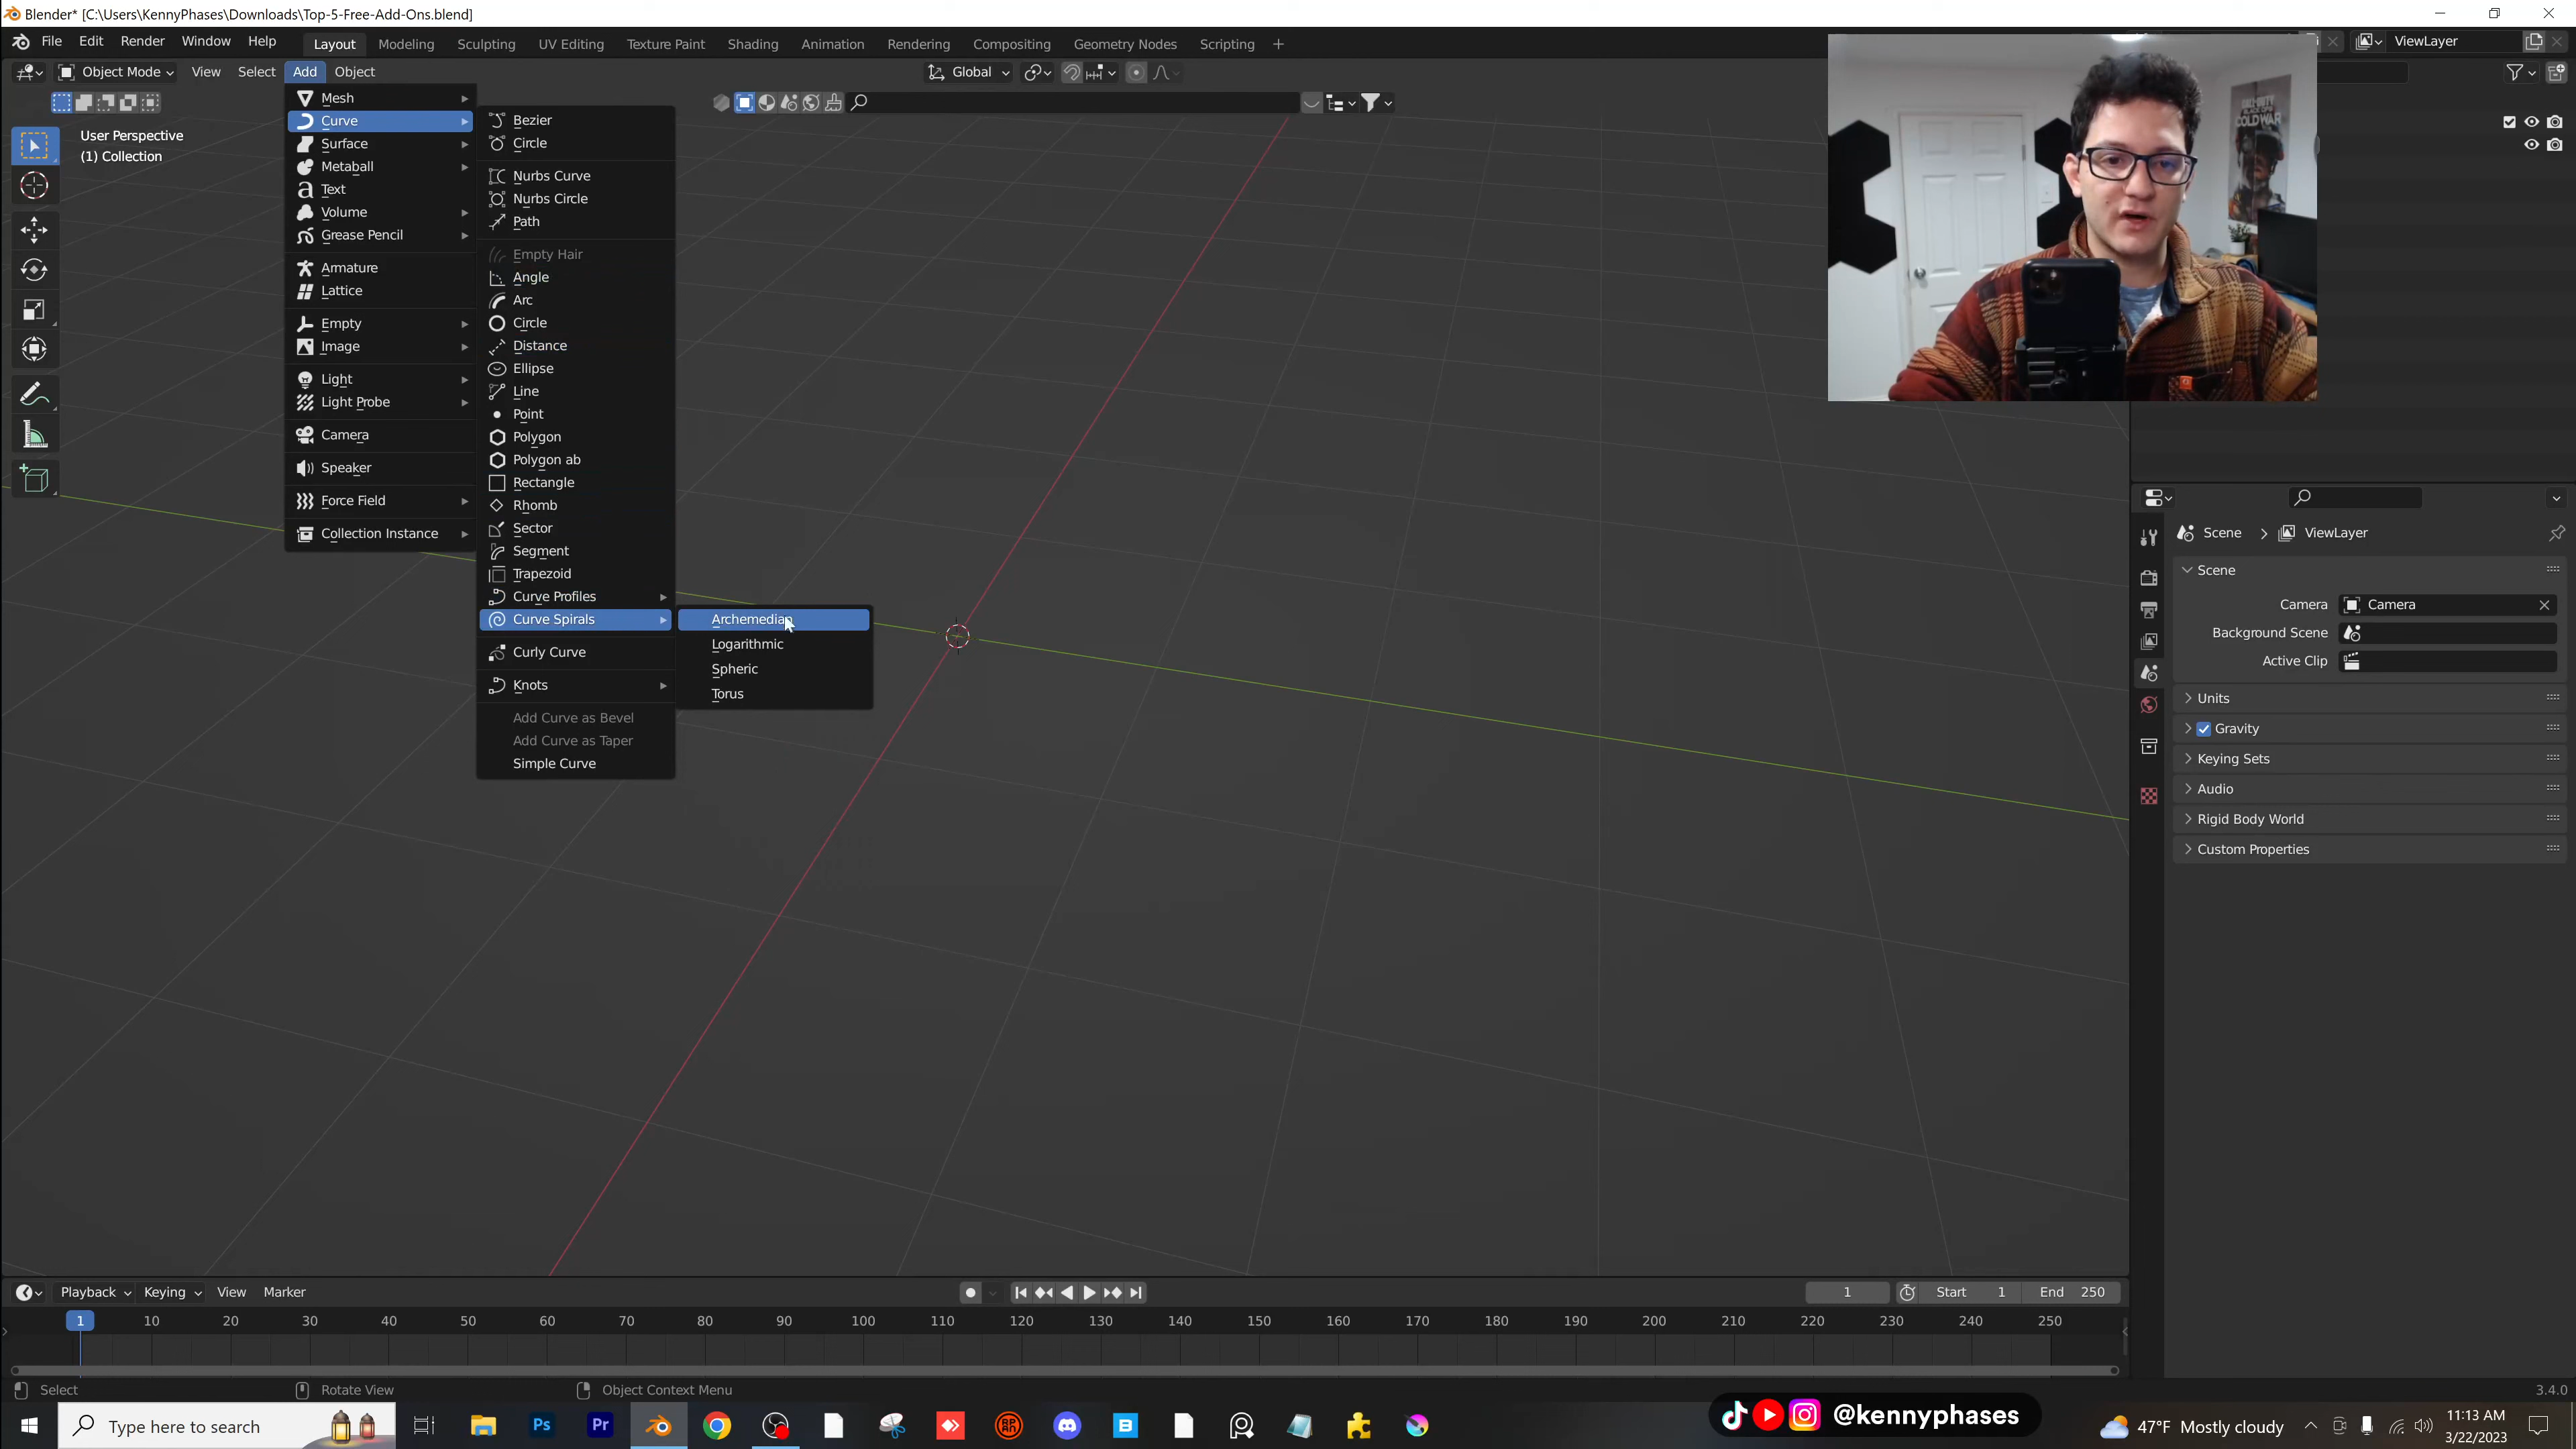 Blender* [C:\Users\KennyPhases\Downloads\Top-5-Free-Add-Ons.blend]
File Edit Render Window Help Layout Modeling Sculpting UV Editing Texture Paint Shading Animation Rendering Geometry Nodes Compositing Scripting + ViewLayer
Object Mode View Select Add Object Global
User Perspective
(1) Collection
Mesh
Curve
Surface
Metaball
Text
Volume
Grease Pencil
Armature
Lattice
Empty
Image
Light
Light Probe
Camera
Speaker
Force Field
Collection Instance
Bezier
Circle
Nurbs Curve
Nurbs Circle
Path
Empty Hair
Angle
Arc
Circle
Distance
Ellipse
Line
Point
Polygon
Polygon ab
Rectangle
Rhomb
Sector
Segment
Trapezoid
Curve Profiles
Curve Spirals
Curly Curve
Knots
Add Curve as Bevel
Add Curve as Taper
Simple Curve
Archemedian
Logarithmic
Spheric
Torus
COLD WAR
Scene > ViewLayer
Scene
Camera Camera
Background Scene
Active Clip
Units
Gravity
Keying Sets
Audio
Rigid Body World
Custom Properties
Playback Keying View Marker 1 Start 1 End 250
1 10 20 30 40 50 60 70 80 90 100 110 120 130 140 150 160 170 180 190 200 210 220 230 240 250
Select Rotate View Object Context Menu 3.4.0
Type here to search Ps Pr @kennyphases 47°F Mostly cloudy 11:13 AM
3/22/2023